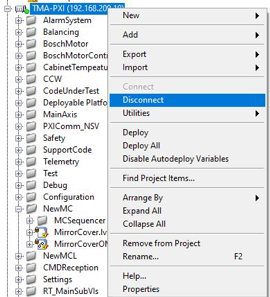 TMA-PXI (192.168.209.10)
AlarmSystem
Balancing
BoschMotor
BoschMotorCont
CabinetTempeatu
CCW
CodeUnderTest
Deployable Platfo
MainAxis
PXIComm_NSV
Safety
SupportCode
Telemetry
Test
Debug
Configuration
NewMC
MCSequencer
MirrorCover.lv
MirrorCoverOM
NewMCL
CMDReception
Settings
RT_MainSubVIs
New
Add
Export
Import
Connect
Disconnect
Utilities
Deploy
Deploy All
Disable Autodeploy Variables
Find Project Items...
Arrange By
Expand All
Collapse All
Remove from Project
Rename... F2
Help...
Properties